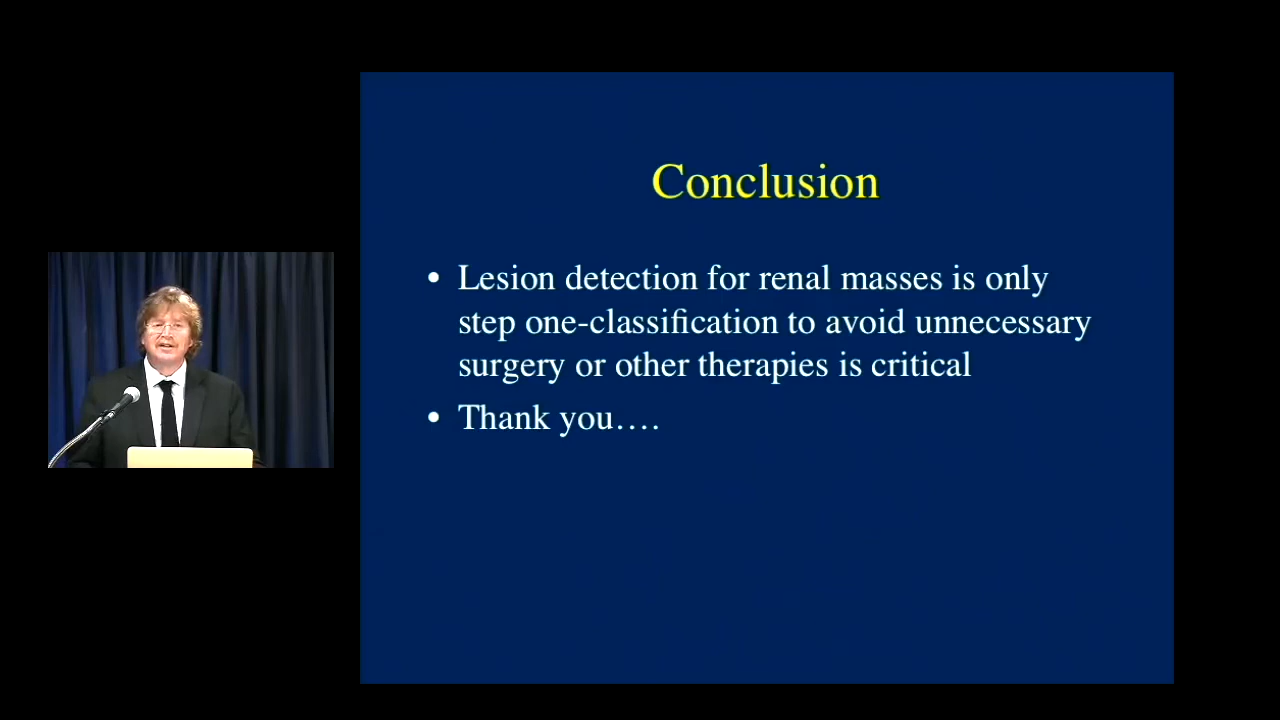 Conclusion
• Lesion detection for renal masses is only
step one-classification to avoid unnecessary
surgery or other therapies is critical
• Thank you….